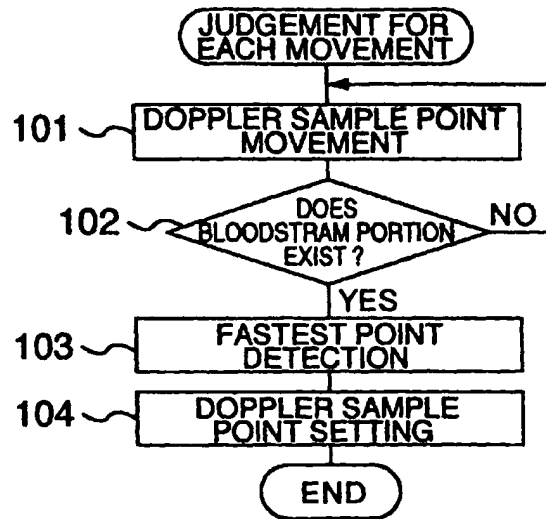 JUDGEMENT FOR
EACH MOVEMENT
101
DOPPLER SAMPLE POINT
MOVEMENT
102
DOES
BLOODSTRAM PORTION
EXIST ?
NO
YES
103
FASTEST POINT
DETECTION
104
DOPPLER SAMPLE
POINT SETTING
END